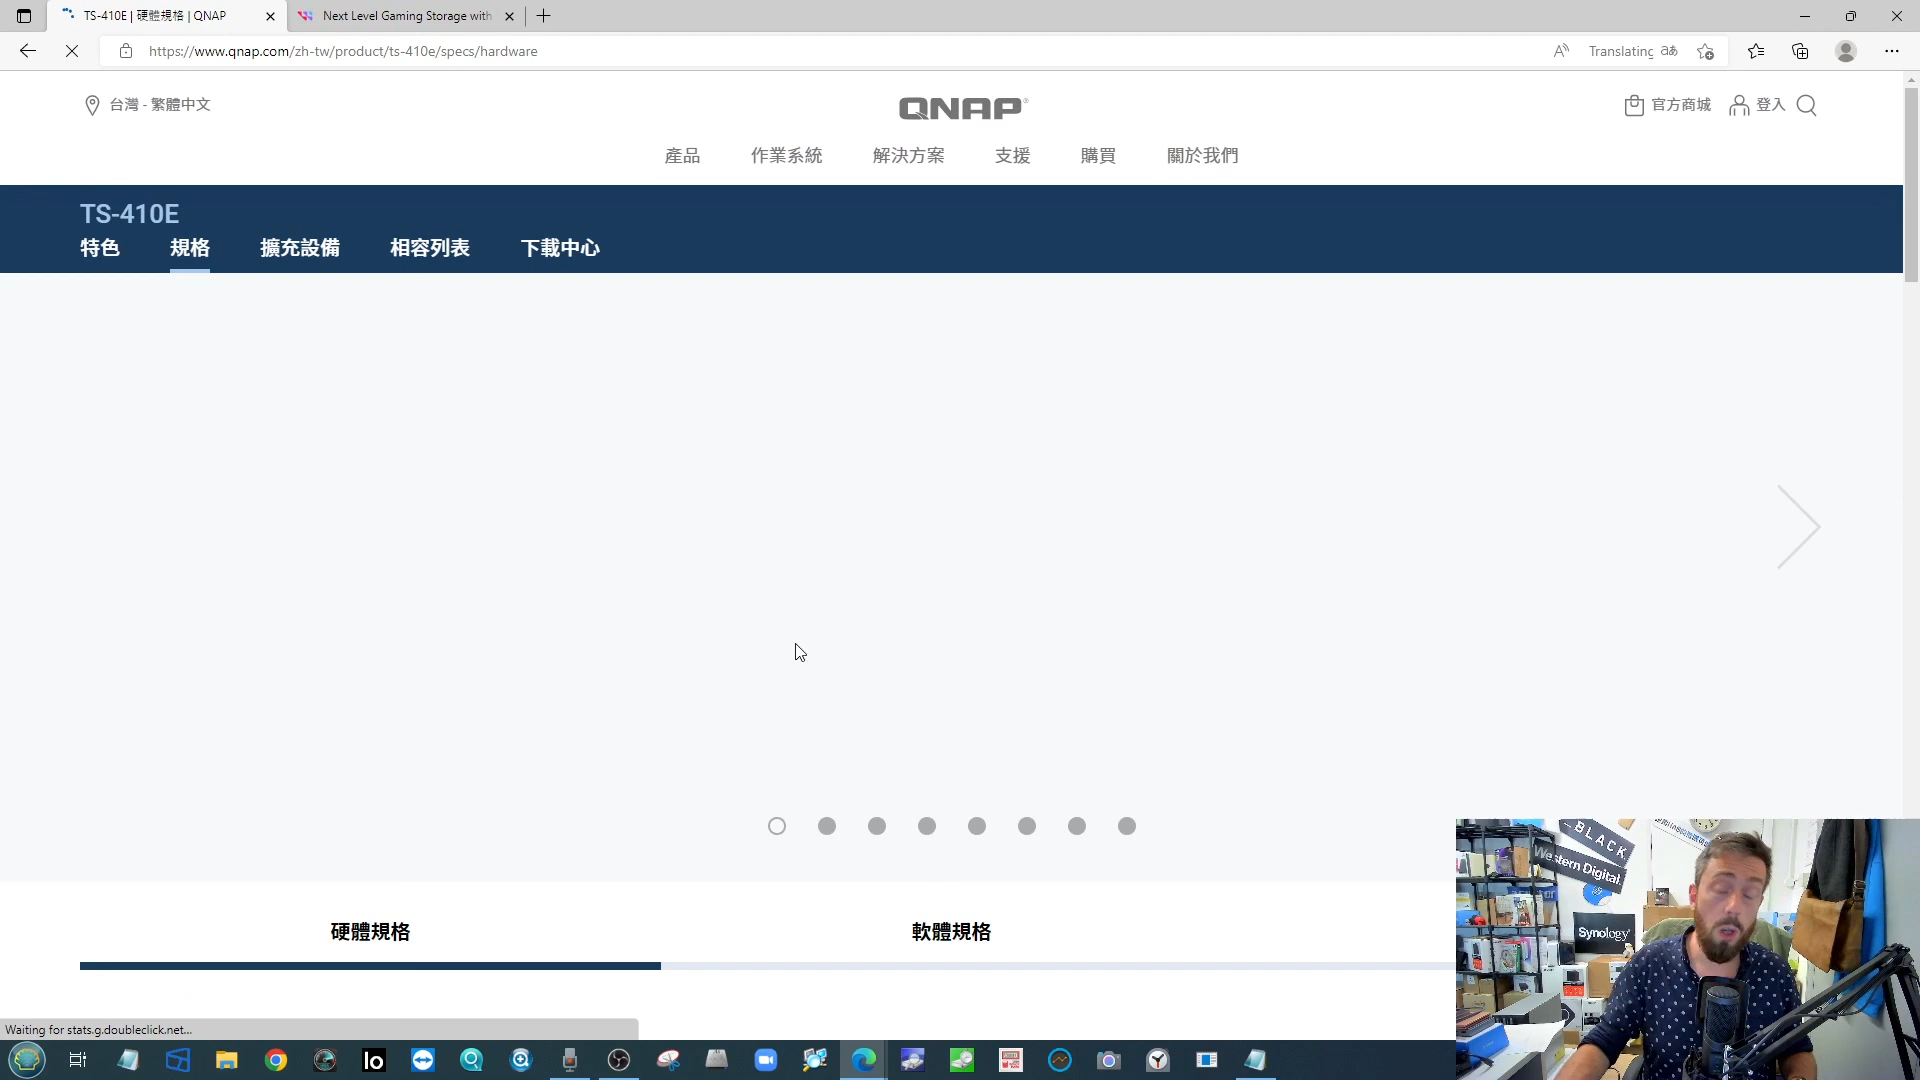 TS-410E | 硬體規格 | QNAP
Next Level Gaming Storage with
https://www.qnap.com/zh-tw/product/ts-410e/specs/hardware
Translating
台灣 - 繁體中文
QNAP
官方商城
登入
產品
作業系統
解決方案
支援
購買
關於我們
TS-410E
特色
規格
擴充設備
相容列表
下載中心
硬體規格
軟體規格
_BLACK
Western Digital.
Synology
Waiting for stats.g.doubleclick.net...
IO